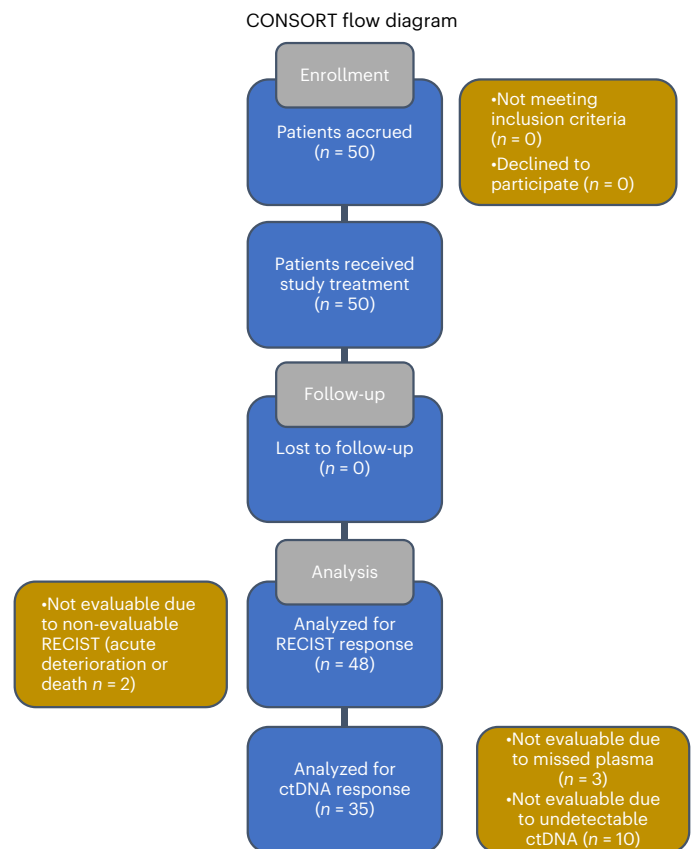 CONSORT flow diagram
Enrollment
Patients accrued
(n = 50)
•Not meeting
inclusion criteria
(n = 0)
•Declined to
participate (n = 0)
Patients received
study treatment
(n = 50)
Follow-up
Lost to follow-up
(n = 0)
Analysis
Analyzed for
RECIST response
(n = 48)
•Not evaluable due
to non-evaluable
RECIST (acute
deterioration or
death n = 2)
Analyzed for
ctDNA response
(n = 35)
•Not evaluable due
to missed plasma
(n = 3)
•Not evaluable due
to undetectable
ctDNA (n = 10)